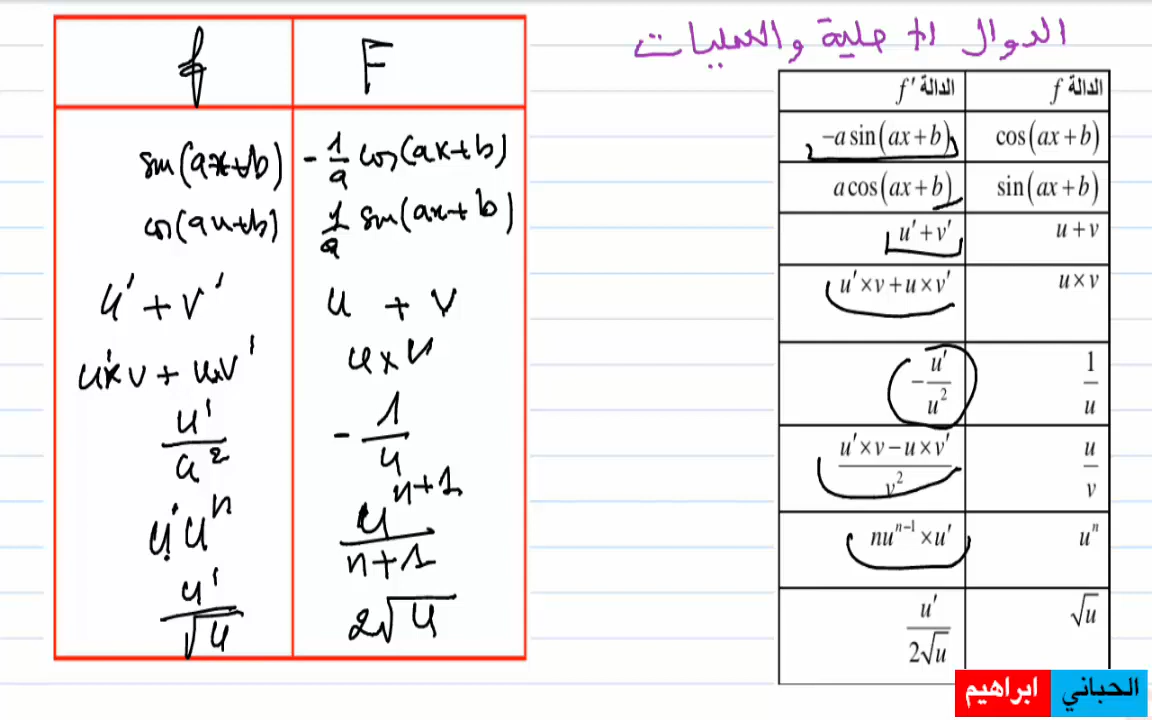 الدوال الأصلية والعمليات
f F
sin(ax+b) -1/a cos(ax+b)
cos(ax+b) 1/a sin(ax+b)
u' + v' u + v
u'×v + u×v' u×v
u'/u² -1/u
u'uⁿ uⁿ⁺¹/(n+1)
u'/√u 2√u
الدالة f الدالة f'
cos(ax+b) -a sin(ax+b)
sin(ax+b) a cos(ax+b)
u+v u'+v'
u×v u'×v+u×v'
1/u -u'/u²
u/v (u'×v-u×v')/v²
uⁿ nuⁿ⁻¹×u'
√u u'/2√u
الحباني ابراهيم